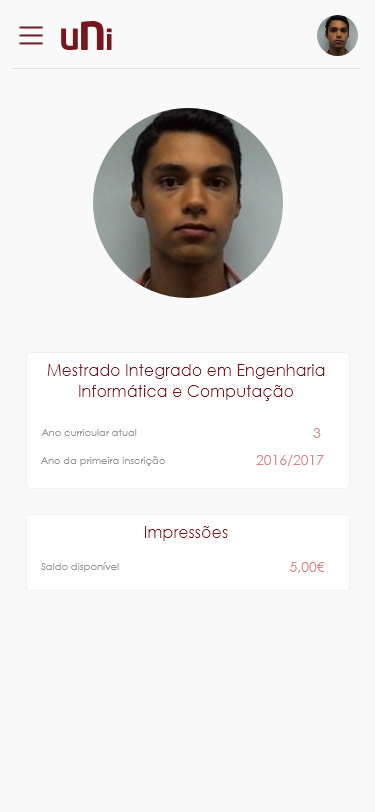 uni
Mestrado Integrado em Engenharia
Informática e Computação
Ano curricular atual 3
Ano da primeira inscrição 2016/2017
Impressões
Saldo disponível 5,00€